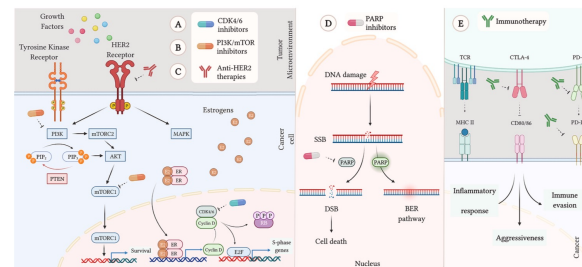 Growth
Factors
Tyrosine Kinase
Receptor
HER2
Receptor
A
CDK4/6
inhibitors
B
PI3K/mTOR
inhibitors
C
Anti-HER2
therapies
Tumor
Microenvironment
Cancer
cell
Estrogens
PDK
mTORC2
MAPK
PIP₂
PIP₃
AKT
PTEN
mTORC1
mTORC1
Survival
ER
ER
ER
ER
CDK4/6
Cyclin D
Cyclin D
P P P
RB
E2F
S-phase
genes
D
PARP
inhibitors
DNA damage
SSB
PARP
PARP
DSB
BER
pathway
Cell death
Nucleus
E
Immunotherapy
TCR
CTLA-4
PD-
MHC II
CD80/86
PD-
Inflammatory
response
Immune
evasion
Aggressiveness
Cancer